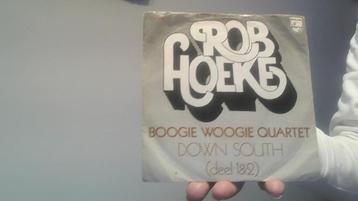 ROB
HOEKE
BOOGIE WOOGIE QUARTET
DOWN SOUTH
(deel 1&2)